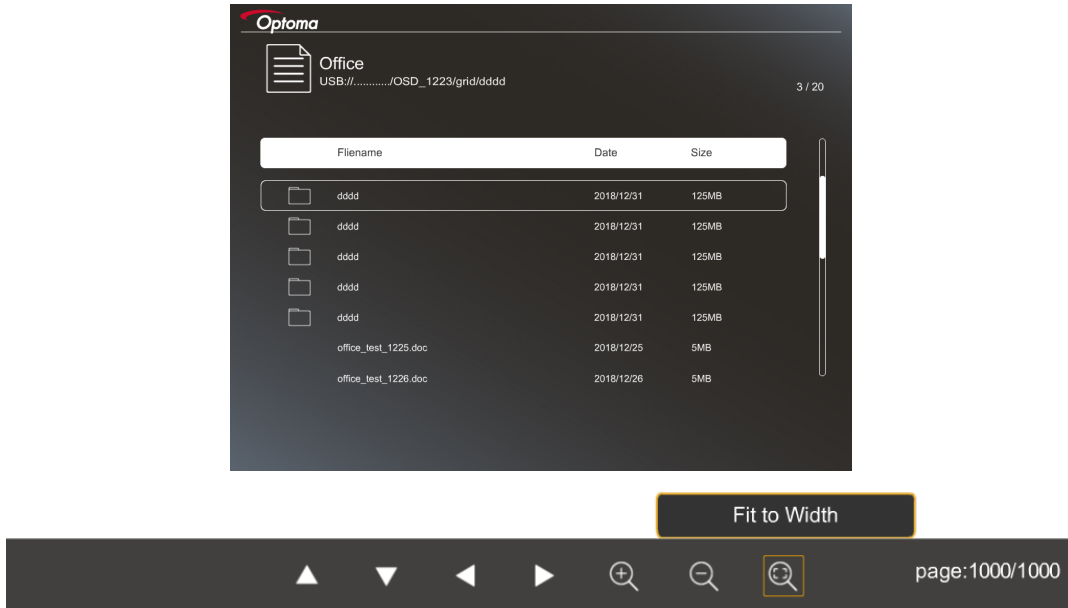 Optoma
Office
USB://.........../OSD_1223/grid/dddd
3 / 20
Fliename Date Size
dddd 2018/12/31 125MB
dddd 2018/12/31 125MB
dddd 2018/12/31 125MB
dddd 2018/12/31 125MB
dddd 2018/12/31 125MB
office_test_1225.doc 2018/12/25 5MB
office_test_1226.doc 2018/12/26 5MB
Fit to Width
page:1000/1000